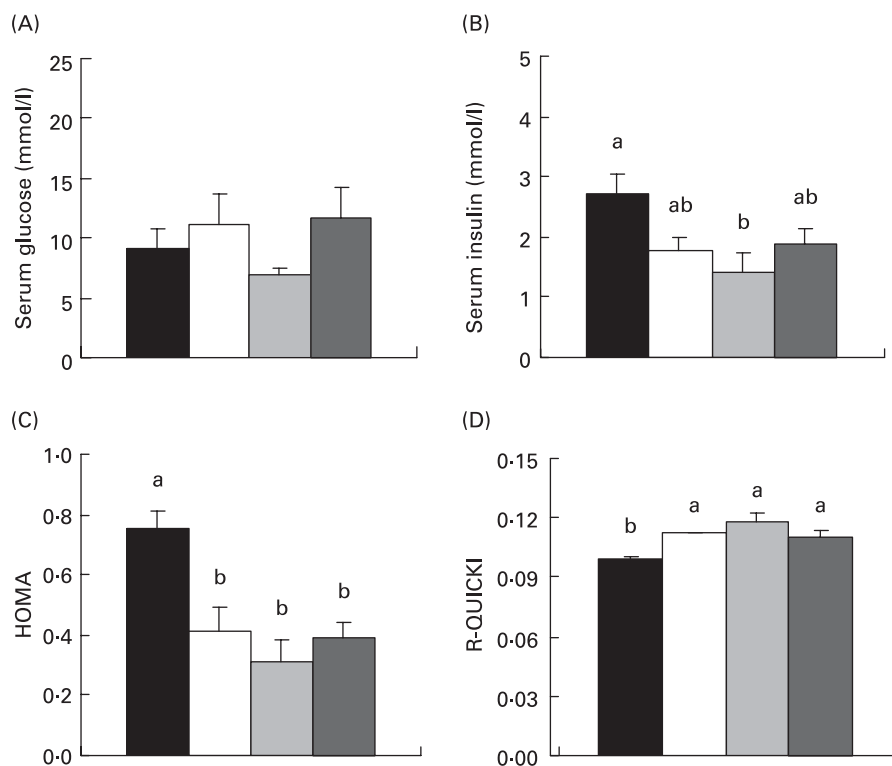 (A)
Serum glucose (mmol/l)
25
20
15
10
5
0
(B)
Serum insulin (mmol/l)
5
4
3
2
1
0
a
ab
b
ab
(C)
HOMA
1·0
0·8
0·6
0·4
0·2
0·0
a
b
b
b
(D)
R-QUICKI
0·15
0·12
0·09
0·06
0·03
0·00
b
a
a
a